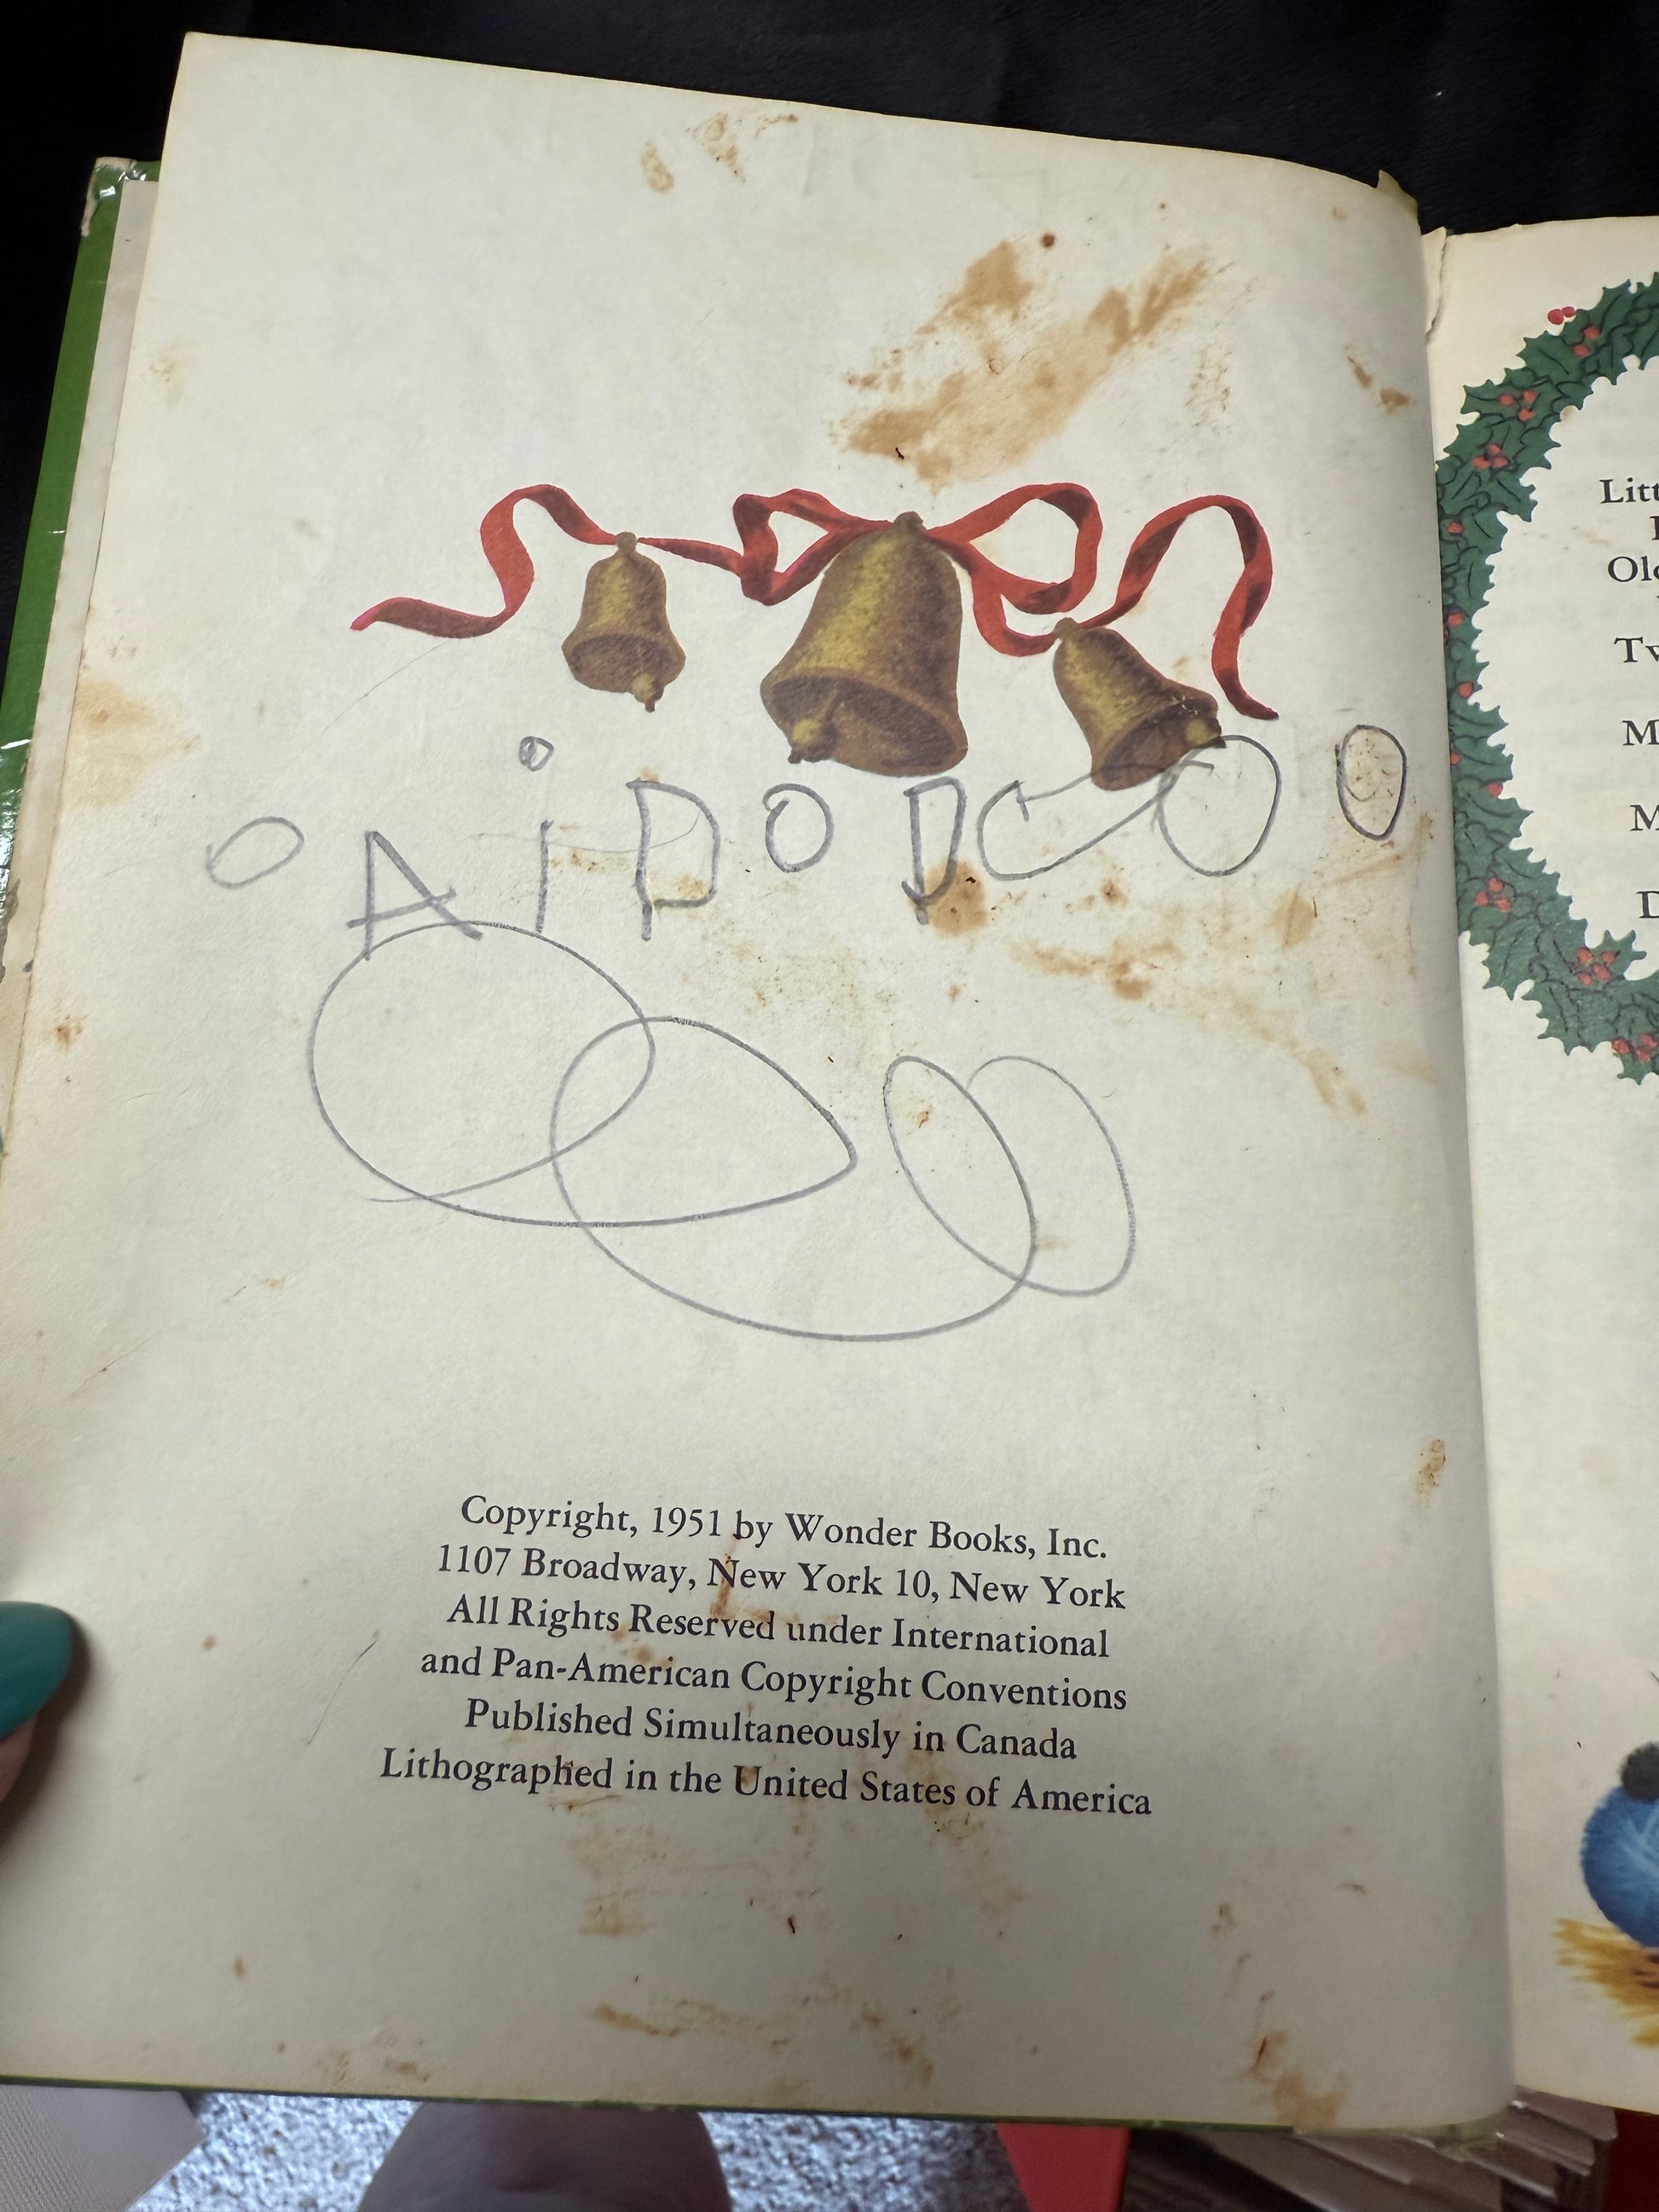 O A i D O D C O O
Copyright, 1951 by Wonder Books, Inc.
1107 Broadway, New York 10, New York
All Rights Reserved under International
and Pan-American Copyright Conventions
Published Simultaneously in Canada
Lithographed in the United States of America